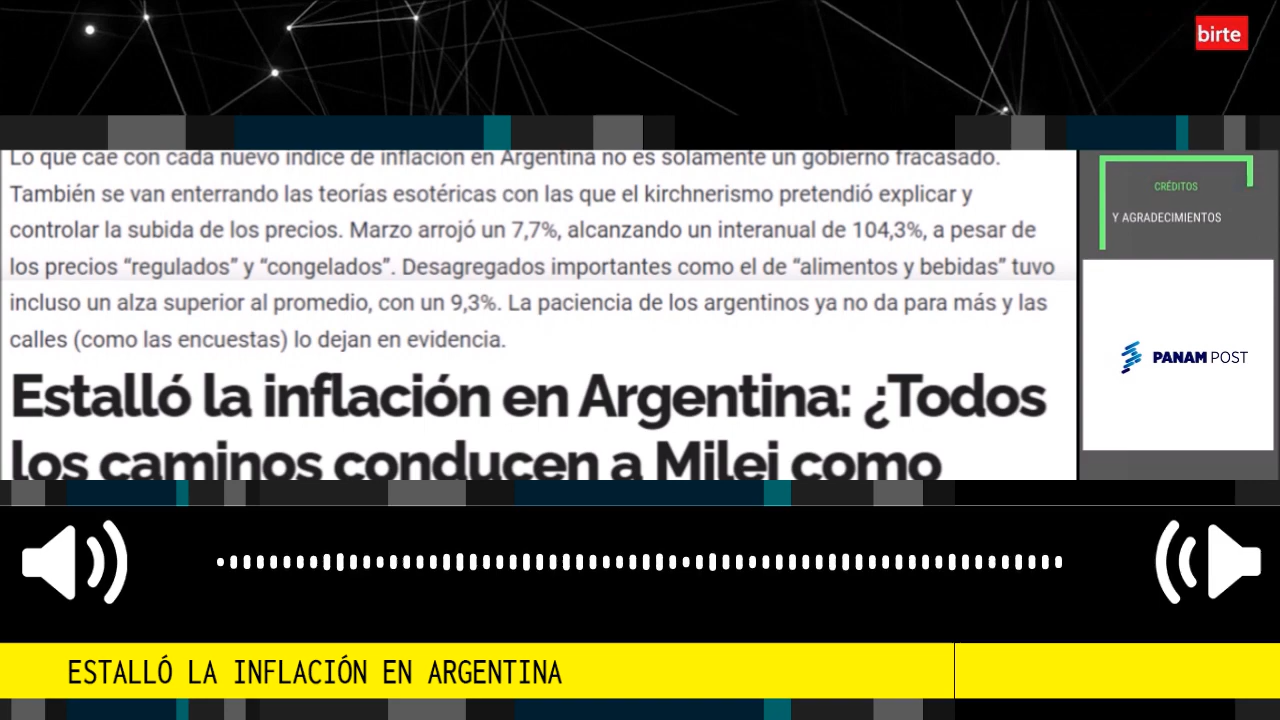 birte
Lo que cae con cada nuevo índice de inflación en Argentina no es solamente un gobierno fracasado.
También se van enterrando las teorías esotéricas con las que el kirchnerismo pretendió explicar y
controlar la subida de los precios. Marzo arrojó un 7,7%, alcanzando un interanual de 104,3%, a pesar de
los precios “regulados” y “congelados”. Desagregados importantes como el de “alimentos y bebidas” tuvo
incluso un alza superior al promedio, con un 9,3%. La paciencia de los argentinos ya no da para más y las
calles (como las encuestas) lo dejan en evidencia.
Estalló la inflación en Argentina: ¿Todos
los caminos conducen a Milei como
CRÉDITOS
Y AGRADECIMIENTOS
PANAM POST
ESTALLÓ LA INFLACIÓN EN ARGENTINA